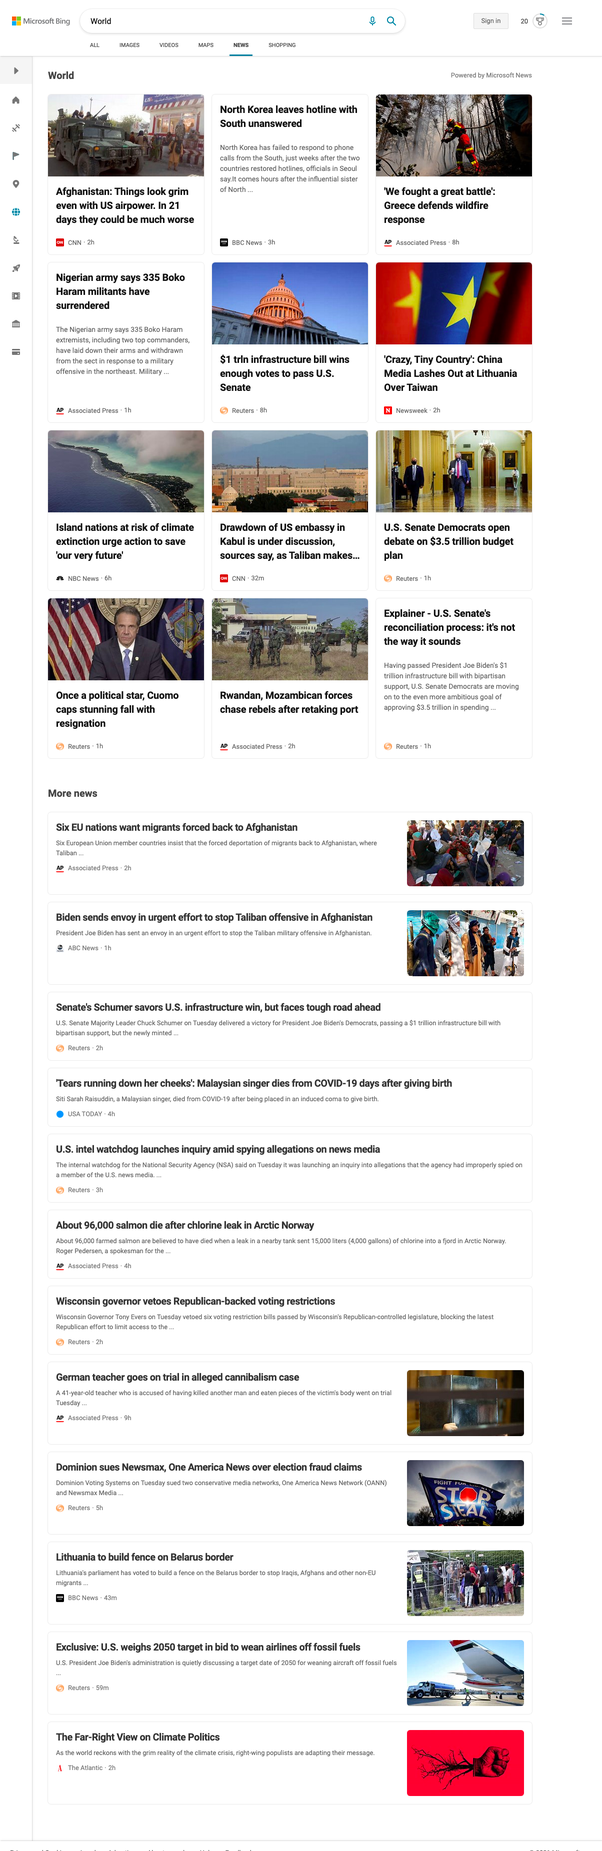 Microsoft Bing
World
Sign in
20
ALL
IMAGES
VIDEOS
MAPS
NEWS
SHOPPING
World
Powered by Microsoft News
Afghanistan: Things look grim
even with US airpower. In 21
days they could be much worse
CNN · 2h
North Korea leaves hotline with
South unanswered
North Korea has failed to respond to phone
calls from the South, just weeks after the two
countries restored hotlines, officials in Seoul
say.It comes hours after the influential sister
of North ...
BBC News · 3h
'We fought a great battle':
Greece defends wildfire
response
AP Associated Press · 8h
Nigerian army says 335 Boko
Haram militants have
surrendered
The Nigerian army says 335 Boko Haram
extremists, including two top commanders,
have laid down their arms and withdrawn
from the sect in response to a military
offensive in the northeast. Military ...
AP Associated Press · 1h
$1 trln infrastructure bill wins
enough votes to pass U.S.
Senate
Reuters · 8h
'Crazy, Tiny Country': China
Media Lashes Out at Lithuania
Over Taiwan
N Newsweek · 2h
Island nations at risk of climate
extinction urge action to save
'our very future'
NBC News · 6h
Drawdown of US embassy in
Kabul is under discussion,
sources say, as Taliban makes...
CNN · 32m
U.S. Senate Democrats open
debate on $3.5 trillion budget
plan
Reuters · 1h
Once a political star, Cuomo
caps stunning fall with
resignation
Reuters · 1h
Rwandan, Mozambican forces
chase rebels after retaking port
AP Associated Press · 2h
Explainer - U.S. Senate's
reconciliation process: it's not
the way it sounds
Having passed President Joe Biden's $1
trillion infrastructure bill with bipartisan
support, U.S. Senate Democrats are moving
on to the even more ambitious goal of
approving $3.5 trillion in spending ...
Reuters · 1h
More news
Six EU nations want migrants forced back to Afghanistan
Six European Union member countries insist that the forced deportation of migrants back to Afghanistan, where
Taliban ...
AP Associated Press · 2h
Biden sends envoy in urgent effort to stop Taliban offensive in Afghanistan
President Joe Biden has sent an envoy in an urgent effort to stop the Taliban military offensive in Afghanistan.
ABC News · 1h
Senate's Schumer savors U.S. infrastructure win, but faces tough road ahead
U.S. Senate Majority Leader Chuck Schumer on Tuesday delivered a victory for President Joe Biden's Democrats, passing a $1 trillion infrastructure bill with
bipartisan support, but the newly minted ...
Reuters · 2h
'Tears running down her cheeks': Malaysian singer dies from COVID-19 days after giving birth
Siti Sarah Raisuddin, a Malaysian singer, died from COVID-19 after being placed in an induced coma to give birth.
USA TODAY · 4h
U.S. intel watchdog launches inquiry amid spying allegations on news media
The internal watchdog for the National Security Agency (NSA) said on Tuesday it was launching an inquiry into allegations that the agency had improperly spied on
a member of the U.S. news media. ...
Reuters · 3h
About 96,000 salmon die after chlorine leak in Arctic Norway
About 96,000 farmed salmon are believed to have died when a leak in a nearby tank sent 15,000 liters (4,000 gallons) of chlorine into a fjord in Arctic Norway.
Roger Pedersen, a spokesman for the ...
AP Associated Press · 4h
Wisconsin governor vetoes Republican-backed voting restrictions
Wisconsin Governor Tony Evers on Tuesday vetoed six voting restriction bills passed by Wisconsin's Republican-controlled legislature, blocking the latest
Republican effort to limit access to the ...
Reuters · 2h
German teacher goes on trial in alleged cannibalism case
A 41-year-old teacher who is accused of having killed another man and eaten pieces of the victim's body went on trial
Tuesday ...
AP Associated Press · 9h
Dominion sues Newsmax, One America News over election fraud claims
Dominion Voting Systems on Tuesday sued two conservative media networks, One America News Network (OANN)
and Newsmax Media ...
Reuters · 5h
FIGHT FOR
STOP
STEAL
Lithuania to build fence on Belarus border
Lithuania's parliament has voted to build a fence on the Belarus border to stop Iraqis, Afghans and other non-EU
migrants ...
BBC News · 43m
Exclusive: U.S. weighs 2050 target in bid to wean airlines off fossil fuels
U.S. President Joe Biden's administration is quietly discussing a target date of 2050 for weaning aircraft off fossil fuels
...
Reuters · 59m
The Far-Right View on Climate Politics
As the world reckons with the grim reality of the climate crisis, right-wing populists are adapting their message.
The Atlantic · 2h